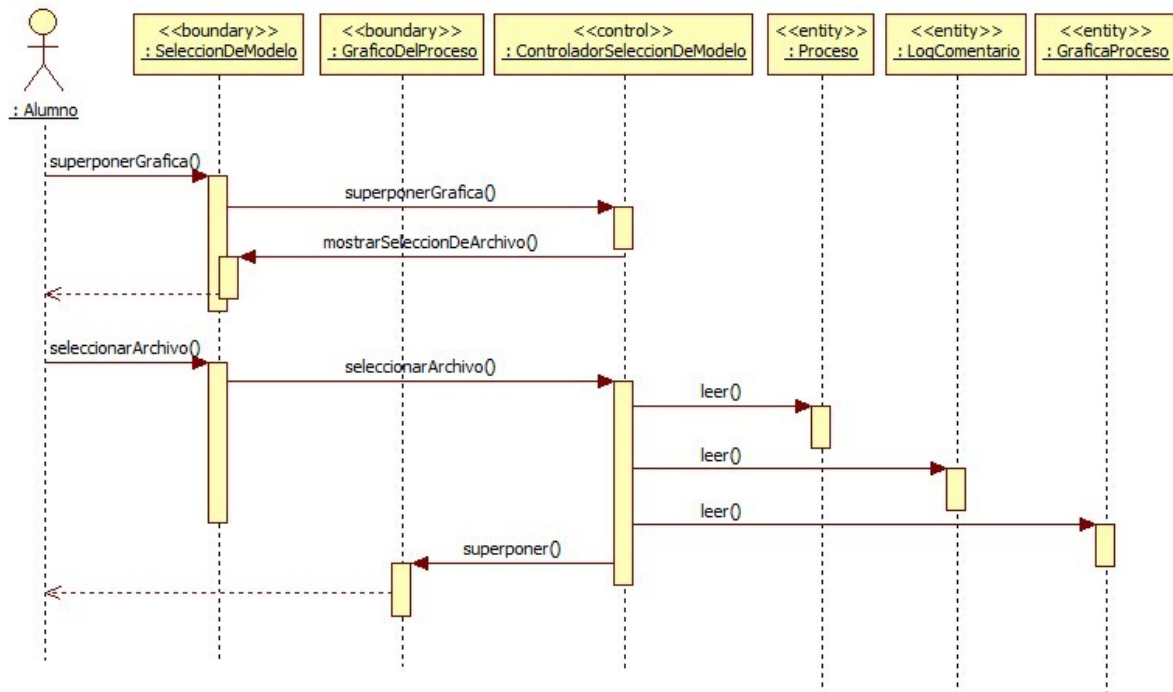 <<boundary>>
: SeleccionDeModelo
<<boundary>>
: GraficoDelProceso
<<control>>
: ControladorSeleccionDeModelo
<<entity>>
: Proceso
<<entity>>
: LogComentario
<<entity>>
: GraficaProceso
: Alumno
superponerGrafica()
superponerGrafica()
mostrarSeleccionDeArchivo()
seleccionarArchivo()
seleccionarArchivo()
leer()
leer()
leer()
superponer()